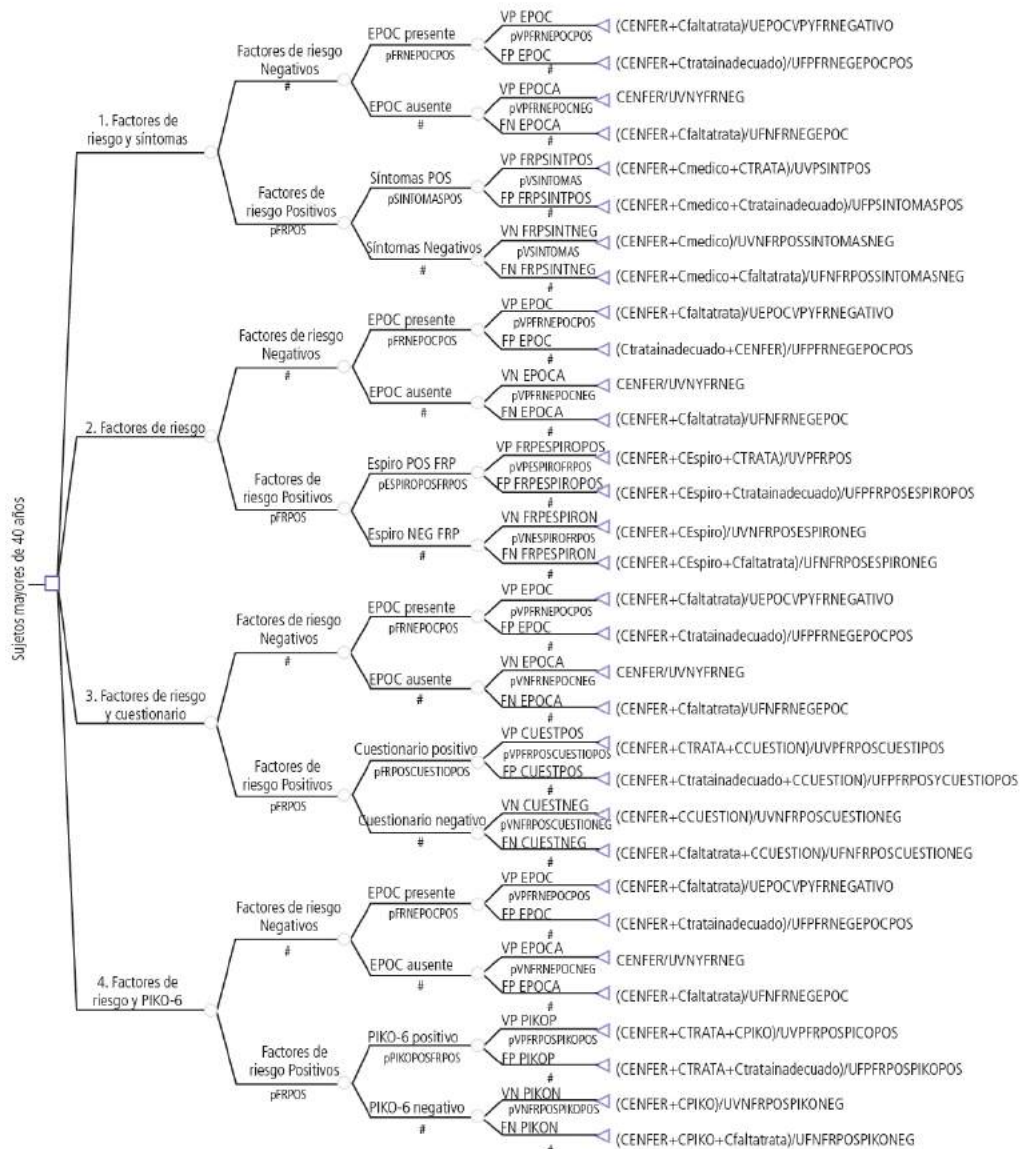 Sujetos mayores de 40 años
1. Factores de
riesgo y síntomas
Factores de riesgo
Negativos
#
EPOC presente
pFRNEPOCPOS
VP EPOC
pVPFRNEPOCPOS
(CENFER+Cfaltatrata)/UEPOCVPYFRNEGATIVO
FP EPOC
#
(CENFER+Ctratainadecuado)/UFPFRNEGEPOCPOS
EPOC ausente
#
VP EPOCA
pVPFRNEPOCNEG
CENFER/UVNYFRNEG
FN EPOCA
#
(CENFER+Cfaltatrata)/UFNFRNEGEPOC
Factores de
riesgo Positivos
pFRPOS
Síntomas POS
pSINTOMASPOS
VP FRPSINTPOS
pVSINTOMAS
(CENFER+Cmedico+CTRATA)/UVPSINTPOS
FP FRPSINTPOS
#
(CENFER+Cmedico+Ctratainadecuado)/UFPSINTOMASPOS
Síntomas Negativos
#
VN FRPSINTNEG
pVSINTOMAS
(CENFER+Cmedico)/UVNFRPOSSINTOMASNEG
FN FRPSINTNEG
#
(CENFER+Cmedico+Cfaltatrata)/UFNFRPOSSINTOMASNEG
2. Factores de riesgo
Factores de riesgo
Negativos
#
EPOC presente
pFRNEPOCPOS
VP EPOC
pVPFRNEPOCPOS
(CENFER+Cfaltatrata)/UEPOCVPYFRNEGATIVO
FP EPOC
#
(Ctratainadecuado+CENFER)/UFPFRNEGEPOCPOS
EPOC ausente
#
VN EPOCA
pVPFRNEPOCNEG
CENFER/UVNYFRNEG
FN EPOCA
#
(CENFER+Cfaltatrata)/UFNFRNEGEPOC
Factores de
riesgo Positivos
pFRPOS
Espiro POS FRP
pESPIROPOSFRPOS
VP FRPESPIROPOS
pVPESPIROFRPOS
(CENFER+CEspiro+CTRATA)/UVPFRPOS
FP FRPESPIROPOS
#
(CENFER+CEspiro+Ctratainadecuado)/UFPFRPOSESPIROPOS
Espiro NEG FRP
#
VN FRPESPIRON
pVNESPIROFRPOS
(CENFER+CEspiro)/UVNFRPOSESPIRONEG
FN FRPESPIRON
#
(CENFER+CEspiro+Cfaltatrata)/UFNFRPOSESPIRONEG
3. Factores de riesgo
y cuestionario
Factores de riesgo
Negativos
#
EPOC presente
pFRNEPOCPOS
VP EPOC
pVPFRNEPOCPOS
(CENFER+Cfaltatrata)/UEPOCVPYFRNEGATIVO
FP EPOC
#
(CENFER+Ctratainadecuado)/UFPFRNEGEPOCPOS
EPOC ausente
#
VN EPOCA
pVNFRNEPOCNEG
CENFER/UVNYFRNEG
FN EPOCA
#
(CENFER+Cfaltatrata)/UFNFRNEGEPOC
Factores de
riesgo Positivos
pFRPOS
Cuestionario positivo
pFRPOSCUESTIOPOS
VP CUESTPOS
pVPFRPOSCUESTIOPOS
(CENFER+CTRATA+CCUESTION)/UVPFRPOSCUESTIPOS
FP CUESTPOS
#
(CENFER+Ctratainadecuado+CCUESTION)/UFPFRPOSYCUESTIOPOS
Cuestionario negativo
#
VN CUESTNEG
pVNFRPOSCUESTIONEG
(CENFER+CCUESTION)/UVNFRPOSCUESTIONEG
FN CUESTNEG
#
(CENFER+Cfaltatrata+CCUESTION)/UFNFRPOSCUESTIONEG
4. Factores de
riesgo y PIKO-6
Factores de riesgo
Negativos
#
EPOC presente
pFRNEPOCPOS
VP EPOC
pVPFRNEPOCPOS
(CENFER+Cfaltatrata)/UEPOCVPYFRNEGATIVO
FP EPOC
#
(CENFER+Ctratainadecuado)/UFPFRNEGEPOCPOS
EPOC ausente
#
VP EPOCA
pVNFRNEPOCNEG
CENFER/UVNYFRNEG
FP EPOCA
#
(CENFER+Cfaltatrata)/UFNFRNEGEPOC
Factores de
riesgo Positivos
pFRPOS
PIKO-6 positivo
pPIKOPOSFRPOS
VP PIKOP
pVPFRPOSPIKOPOS
(CENFER+CTRATA+CPIKO)/UVPFRPOSPICOPOS
FP PIKOP
#
(CENFER+CTRATA+Ctratainadecuado)/UFPFRPOSPIKOPOS
PIKO-6 negativo
#
VN PIKON
pVNFRPOSPIKOPOS
(CENFER+CPIKO)/UVNFRPOSPIKONEG
FN PIKON
#
(CENFER+CPIKO+Cfaltatrata)/UFNFRPOSPIKONEG